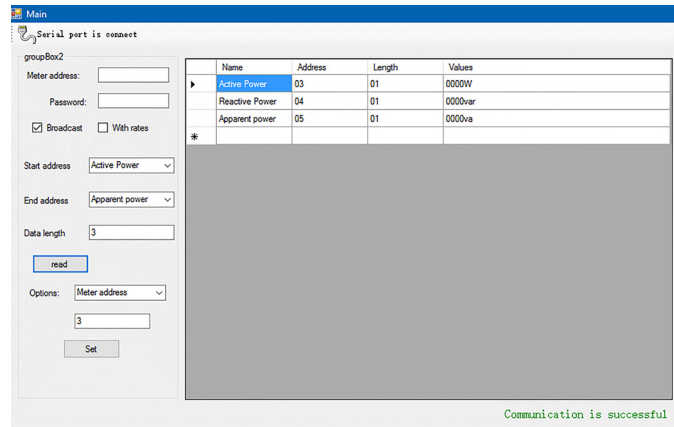 Main
Serial port is connect
groupBox2
Meter address:
Password:
Broadcast With rates
Start address Active Power
End address Apparent power
Data length 3
read
Options: Meter address
3
Set
Name Address Length Values
Active Power 03 01 0000W
Reactive Power 04 01 0000var
Apparent power 05 01 0000va
Communication is successful